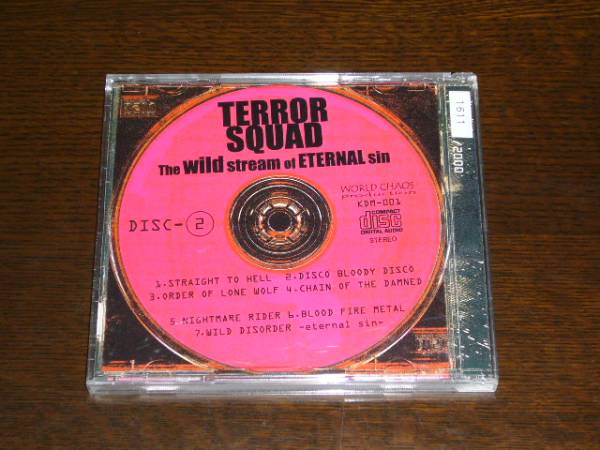 TERROR
SQUAD
The wild stream of ETERNAL sin
WORLD CHAOS
production
KDM-001
COMPACT
disc
DIGITAL AUDIO
STEREO
DISC-2
1.STRAIGHT TO HELL 2.DISCO BLOODY DISCO
3.ORDER OF LONE WOLF 4.CHAIN OF THE DAMNED
5.NIGHTMARE RIDER 6.BLOOD FIRE METAL
7.WILD DISORDER -eternal sin-
1611 /2000